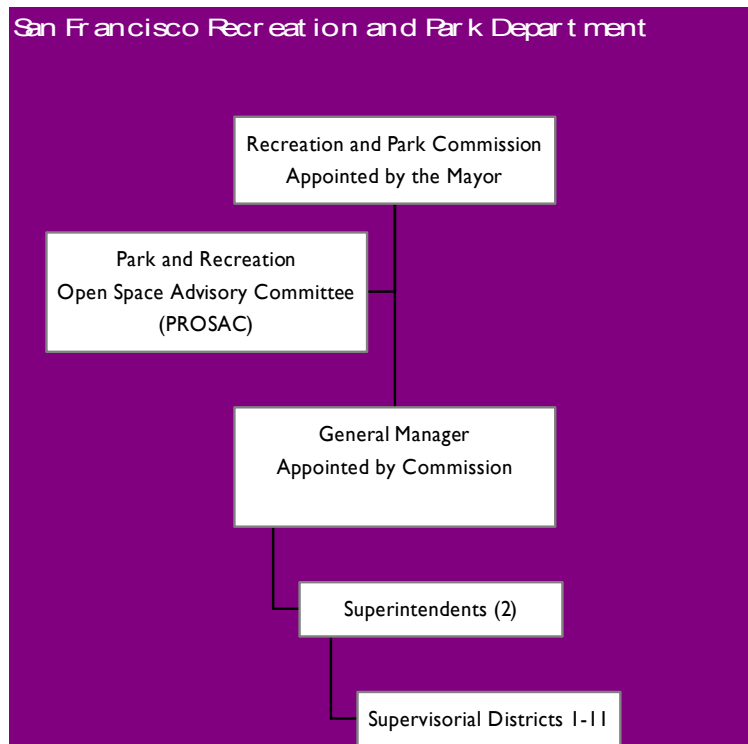 San Francisco Recreation and Park Department
Recreation and Park Commission
Appointed by the Mayor
Park and Recreation
Open Space Advisory Committee
(PROSAC)
General Manager
Appointed by Commission
Superintendents (2)
Supervisorial Districts 1-11